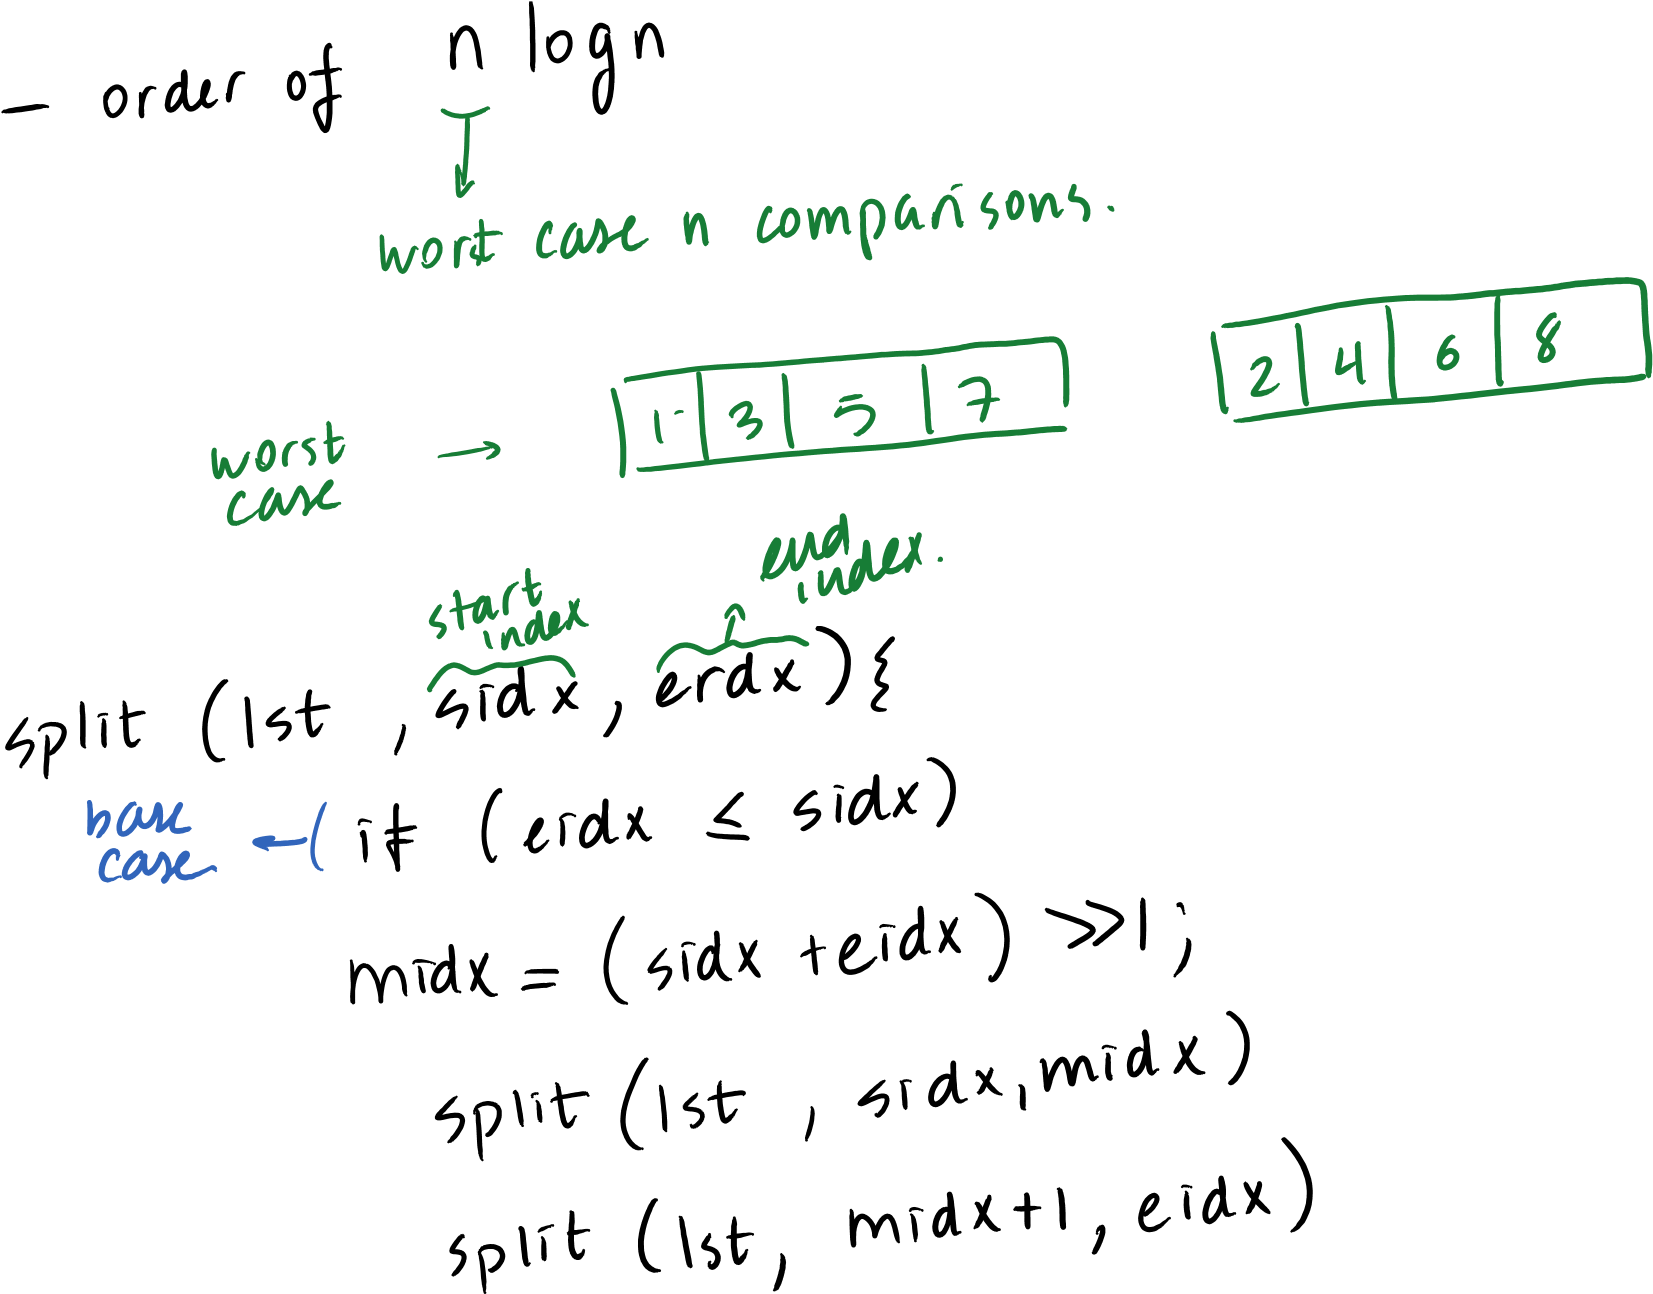 - order of n log n
wort case n comparisons.
2 4 6 8
worst case → 1 3 5 7
end index.
start index
split (lst , sidx, eidx) {
base case ← ( if (eidx ≤ sidx)
midx = (sidx + eidx) >>1 ;
split (lst , sidx, midx)
split (lst, midx+1, eidx)